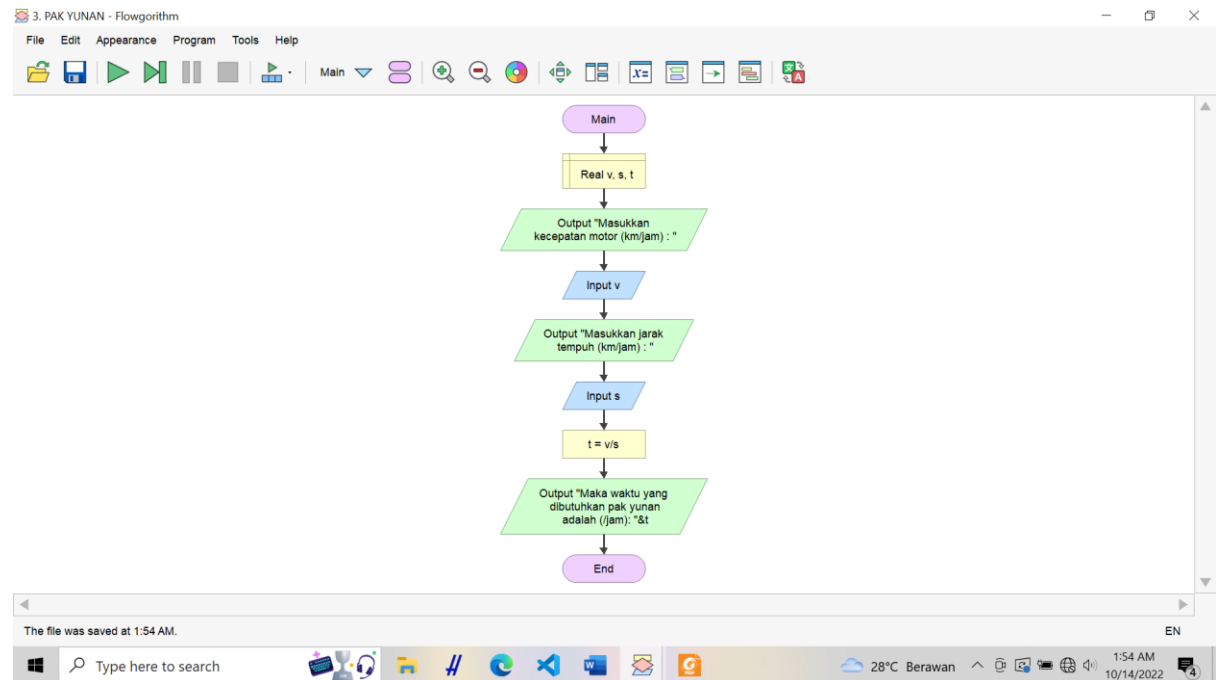 3. PAK YUNAN - Flowgorithm
File Edit Appearance Program Tools Help
Main
Main
Real v, s, t
Output "Masukkan
kecepatan motor (km/jam) : "
Input v
Output "Masukkan jarak
tempuh (km/jam) : "
Input s
t = v/s
Output "Maka waktu yang
dibutuhkan pak yunan
adalah (/jam): "&t
End
The file was saved at 1:54 AM.
EN
Type here to search
28°C Berawan
1:54 AM
10/14/2022
4